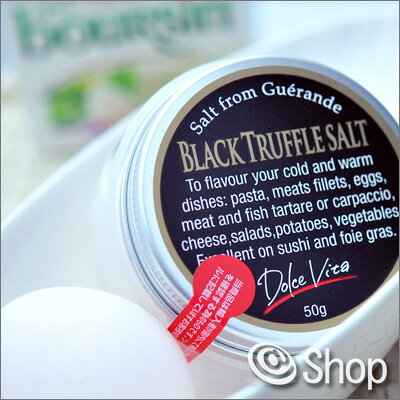 boursin
Salt from Guérande
BLACK TRUFFLE SALT
To flavour your cold and warm
dishes: pasta, meats fillets, eggs,
meat and fish tartare or carpaccio,
cheese,salads,potatoes, vegetables
Excellent on sushi and foie gras.
Dolce Vita
50g
@ Shop